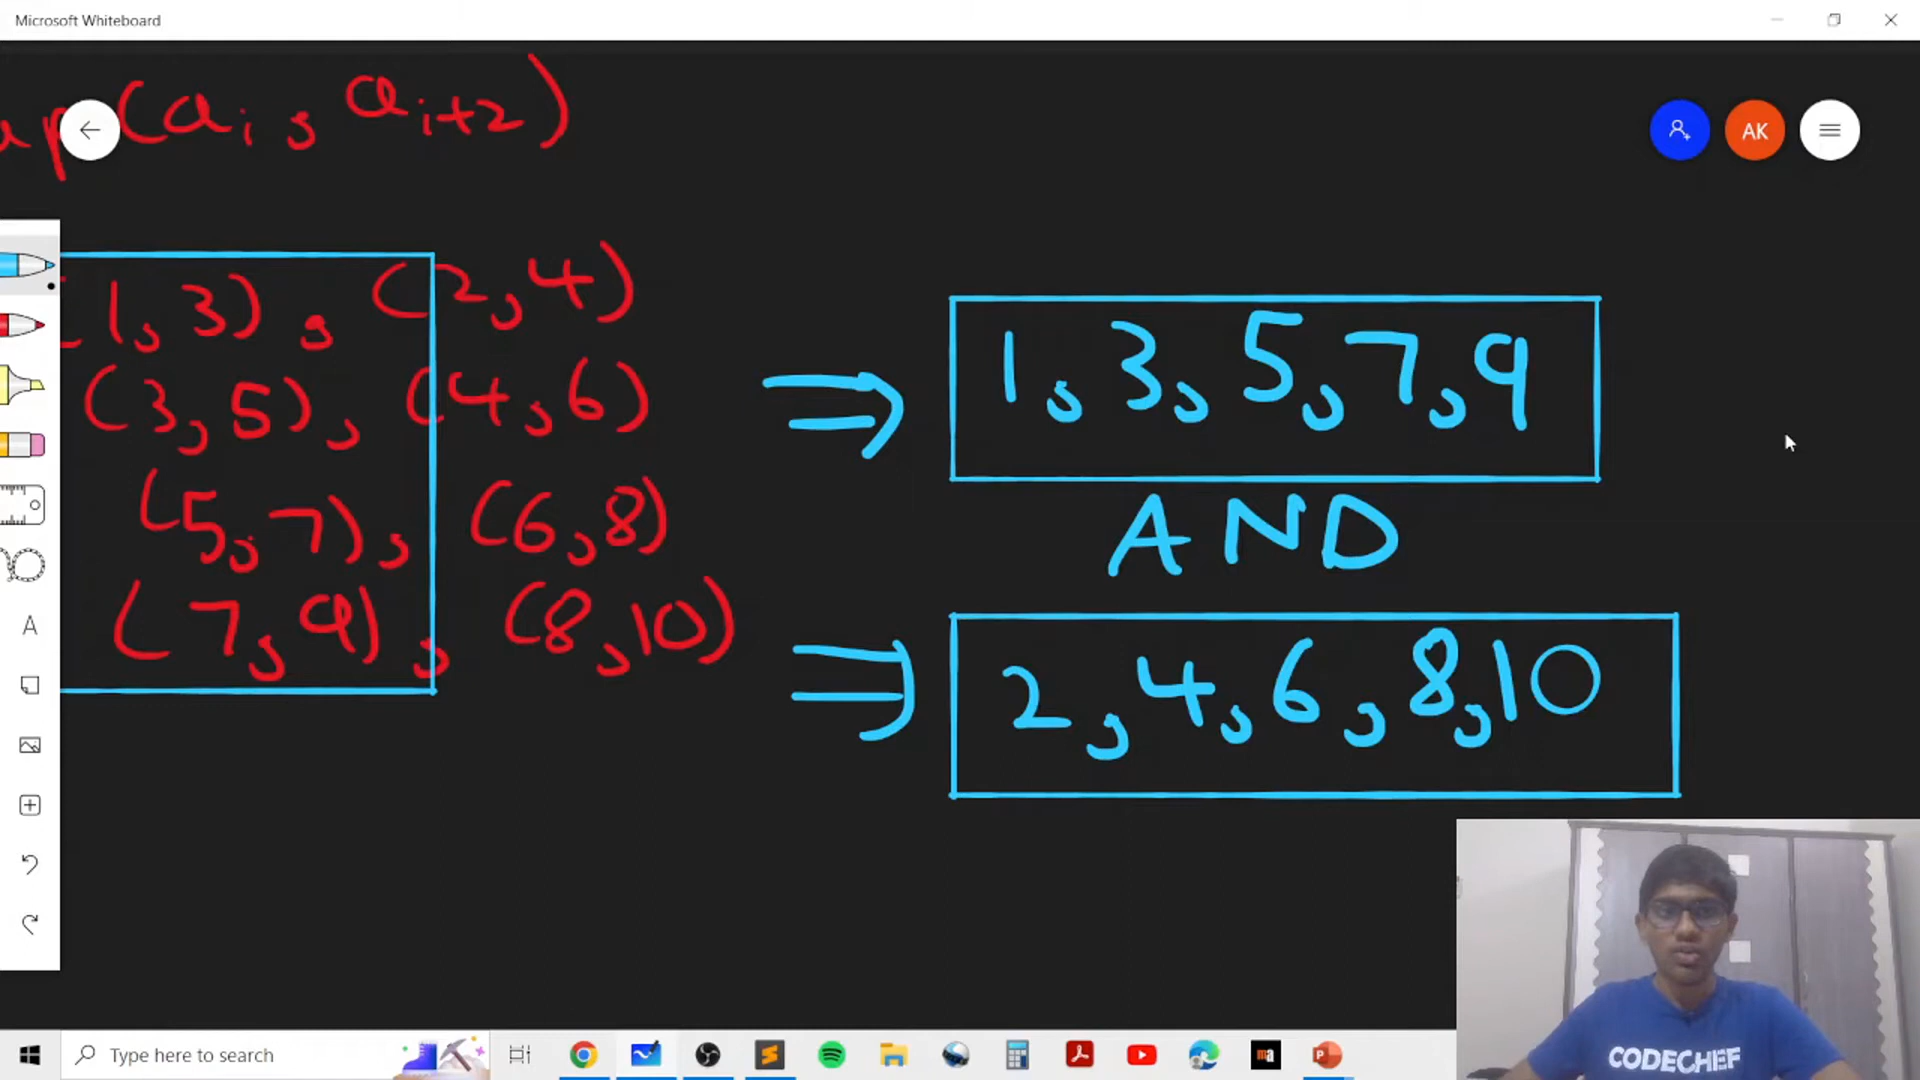 Microsoft Whiteboard
ap(ai, ai+2)
AK
(1, 3), (2, 4)
(3, 5), (4, 6)
(5, 7), (6, 8)
(7, 9), (8, 10)
⇒ 1, 3, 5, 7, 9
AND
⇒ 2, 4, 6, 8, 10
A
CODECHEF
Type here to search
ma
P